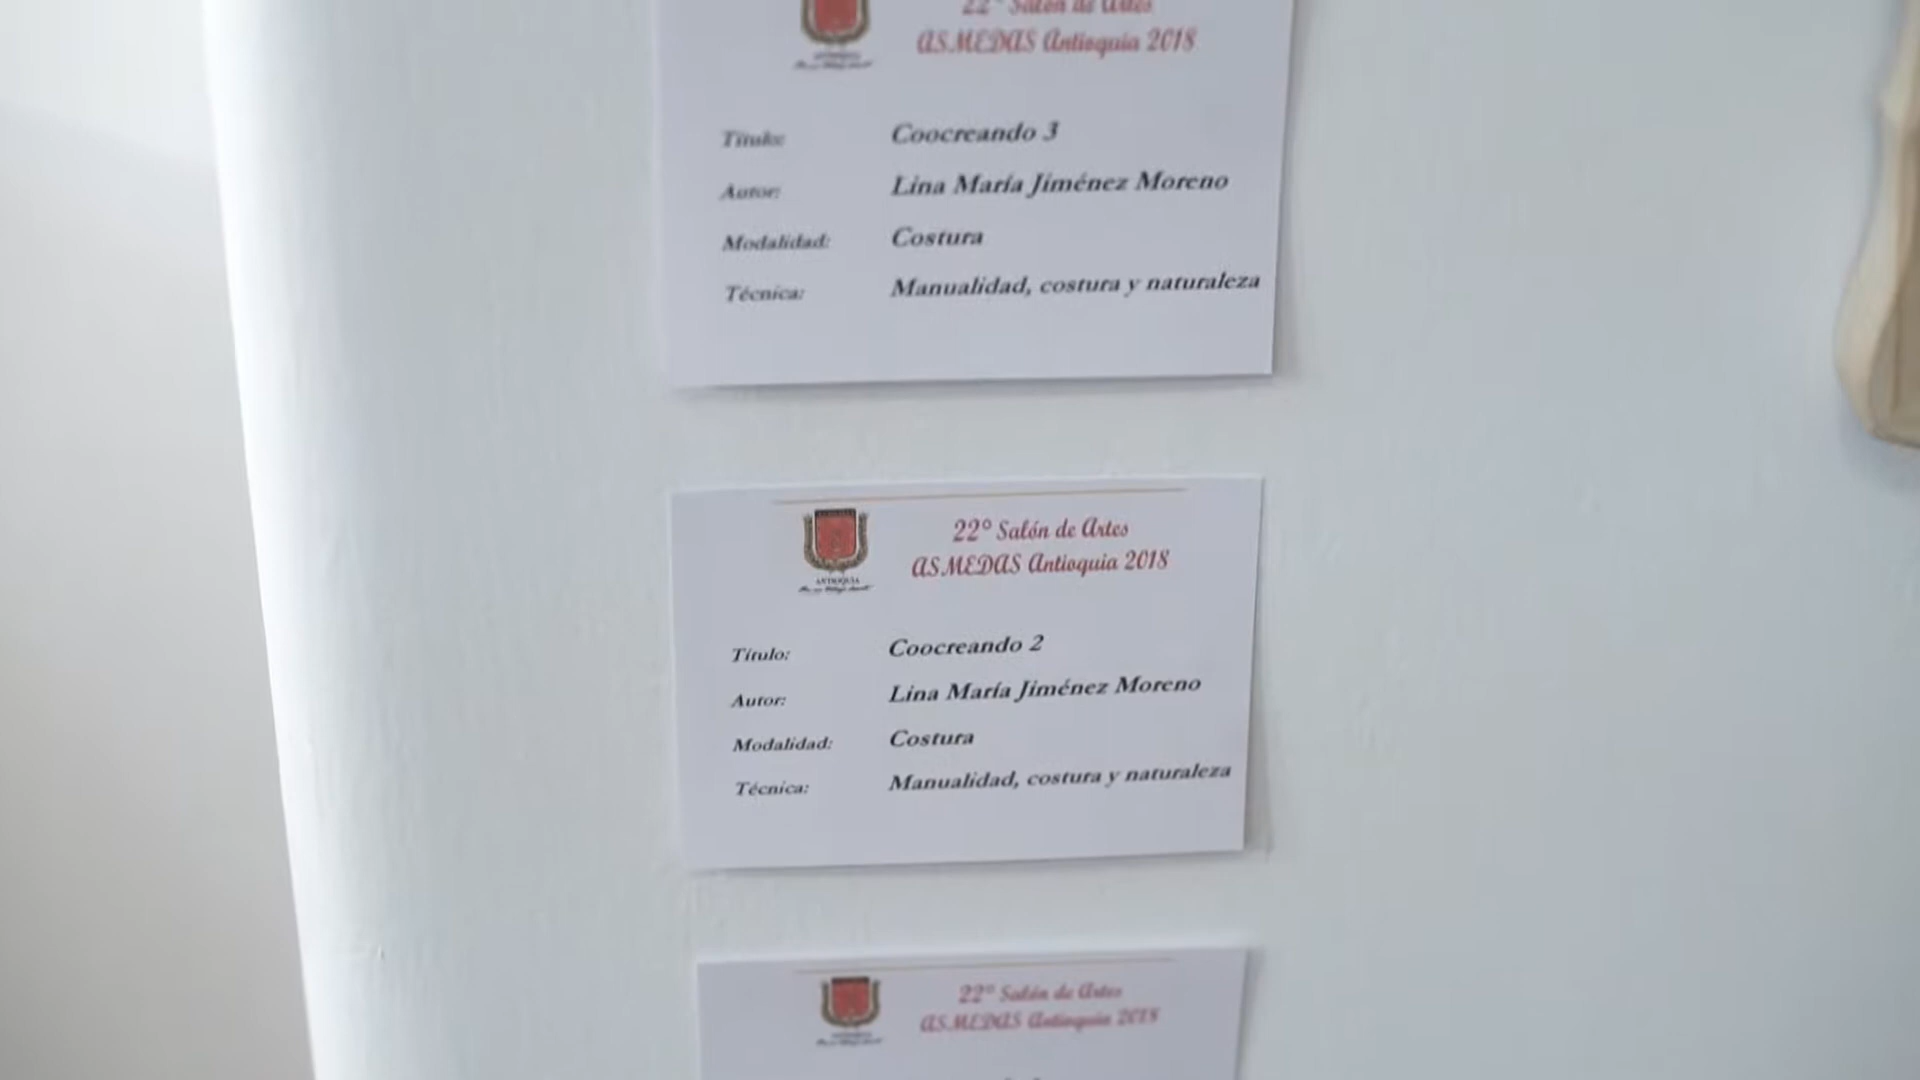 22° Salón de Artes
ASMEDAS Antioquia 2018
Título: Coocreando 3
Autor: Lina María Jiménez Moreno
Modalidad: Costura
Técnica: Manualidad, costura y naturaleza
ANTIOQUIA
22° Salón de Artes
ASMEDAS Antioquia 2018
Título: Coocreando 2
Autor: Lina María Jiménez Moreno
Modalidad: Costura
Técnica: Manualidad, costura y naturaleza
22° Salón de Artes
ASMEDAS Antioquia 2018